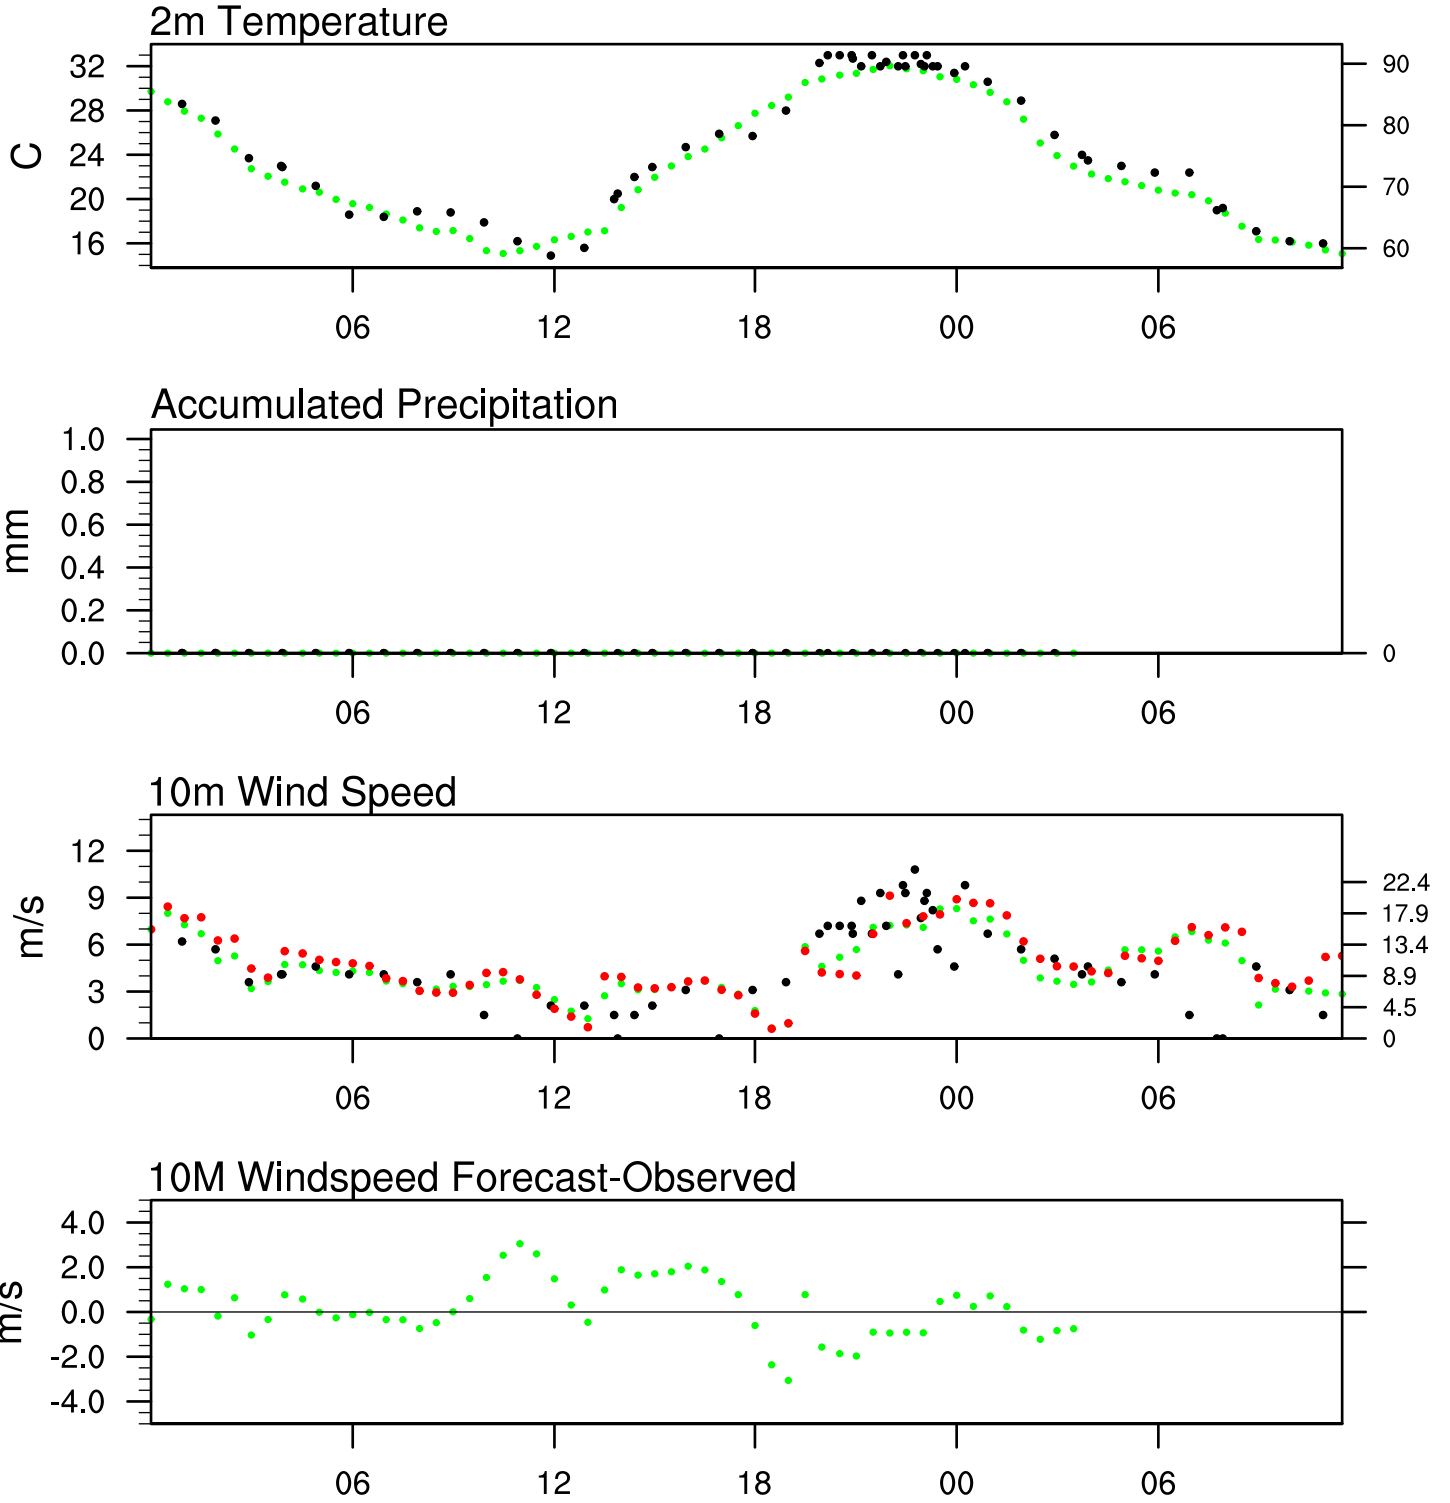 2m Temperature
32
28
24
20
16
C
90
80
70
60
06 12 18 00 06
Accumulated Precipitation
1.0
0.8
0.6
0.4
0.2
0.0
mm
0
06 12 18 00 06
10m Wind Speed
12
9
6
3
0
m/s
22.4
17.9
13.4
8.9
4.5
0
06 12 18 00 06
10M Windspeed Forecast-Observed
4.0
2.0
0.0
-2.0
-4.0
m/s
06 12 18 00 06